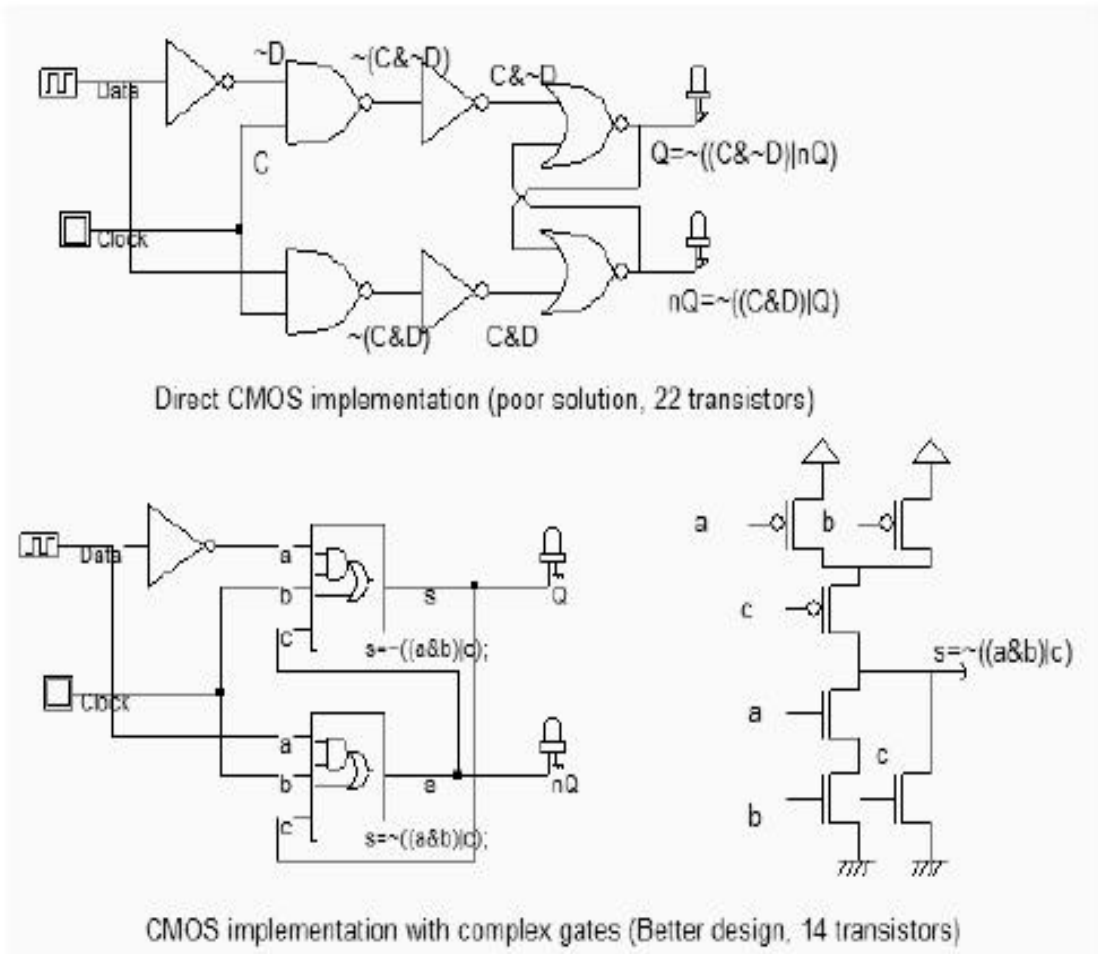 ~D
~(C&~D)
C&~D
Data
C
Q=~((C&~D)|nQ)
Clock
nQ=~((C&D)|Q)
~(C&D)
C&D
Direct CMOS implementation (poor solution, 22 transistors)
a
b
Data
a
b
s
Q
c
c
s=~((a&b)|c);
s=~((a&b)|c)
Clock
a
a
c
b
s
nQ
b
c
s=~((a&b)|c);
CMOS implementation with complex gates (Better design, 14 transistors)